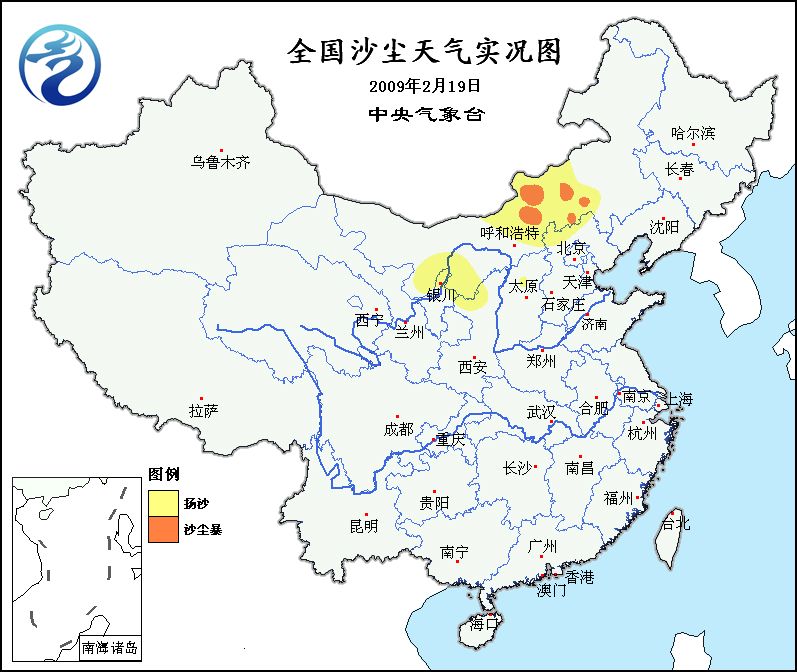 全国沙尘天气实况图
2009年2月19日
中央气象台
哈尔滨
乌鲁木齐
长春
沈阳
呼和浩特
北京
银川
太原
天津
石家庄
西宁
兰州
济南
西安
郑州
拉萨
成都
重庆
武汉
合肥
南京
上海
杭州
长沙
南昌
贵阳
福州
昆明
台北
南宁
广州
香港
澳门
海口
图例
扬沙
沙尘暴
南海诸岛